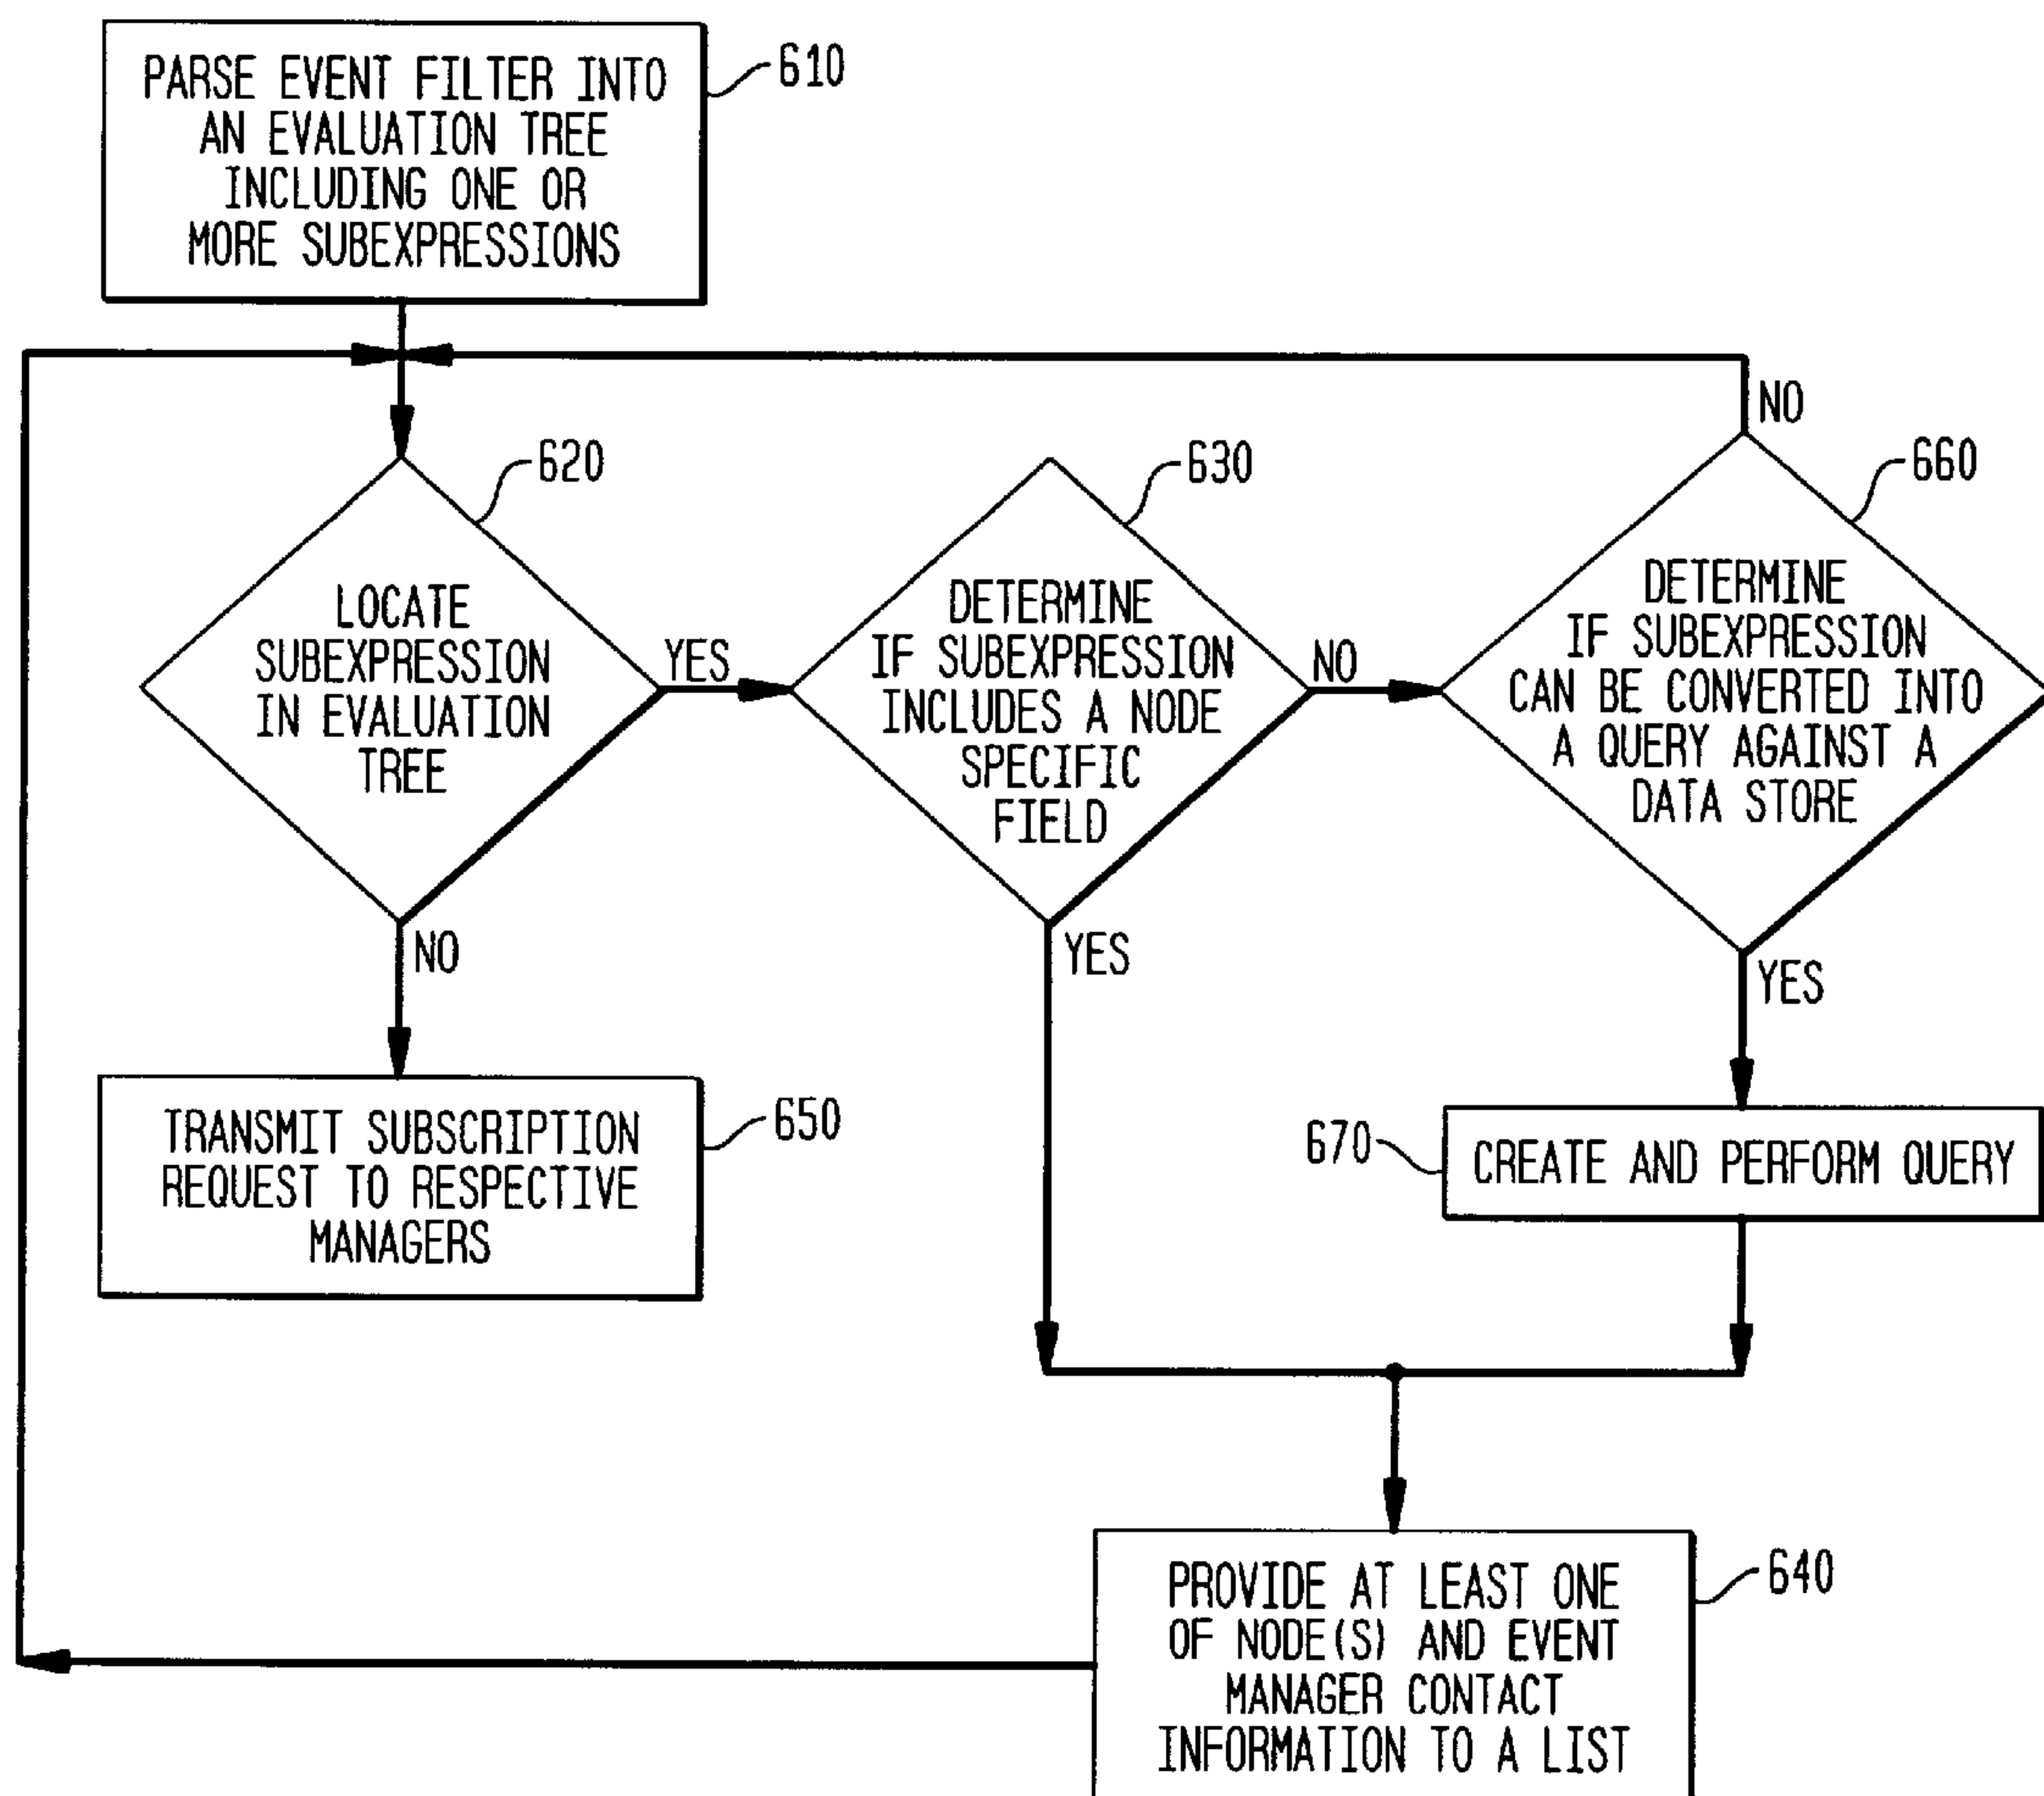 PARSE EVENT FILTER INTO
AN EVALUATION TREE
INCLUDING ONE OR
MORE SUBEXPRESSIONS
610
NO
620
630
660
LOCATE
SUBEXPRESSION
IN EVALUATION
TREE
YES
DETERMINE
IF SUBEXPRESSION
INCLUDES A NODE
SPECIFIC
FIELD
NO
DETERMINE
IF SUBEXPRESSION
CAN BE CONVERTED INTO
A QUERY AGAINST A
DATA STORE
NO
YES
YES
TRANSMIT SUBSCRIPTION
REQUEST TO RESPECTIVE
MANAGERS
650
670
CREATE AND PERFORM QUERY
PROVIDE AT LEAST ONE
OF NODE(S) AND EVENT
MANAGER CONTACT
INFORMATION TO A LIST
640